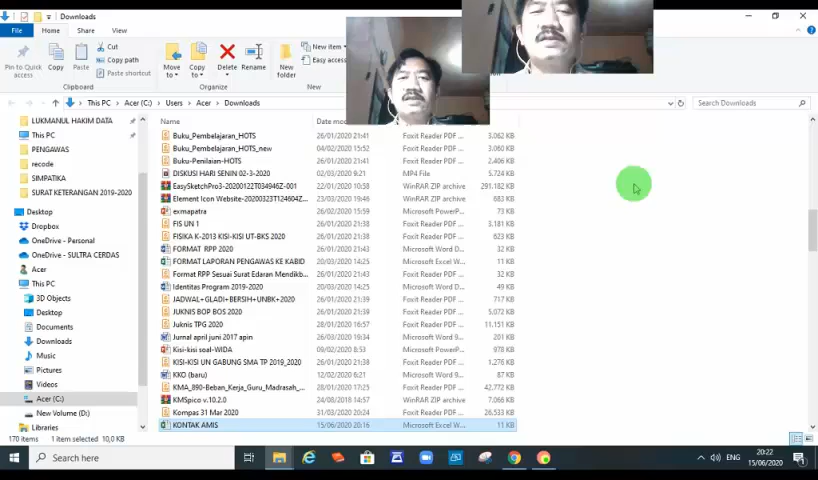 Downloads
File Home Share View
Pin to Quick access
Copy
Paste
Cut
Copy path
Paste shortcut
Clipboard
Move to
Copy to
Delete
Rename
Organize
New folder
New item
Easy access
New
This PC > Acer (C:) > Users > Acer > Downloads
Search Downloads
LUKMANUL HAKIM DATA
This PC
PENGAWAS
recode
SIMPATIKA
SURAT KETERANGAN 2019-2020
Desktop
Dropbox
OneDrive - Personal
OneDrive - SULTRA CERDAS
Acer
This PC
3D Objects
Desktop
Documents
Downloads
Music
Pictures
Videos
Acer (C:)
New Volume (D:)
Libraries
Name Date
Buku_Pembelajaran_HOTS 26/01/2020 21:41 Foxit Reader PDF ... 3,062 KB
Buku_Pembelajaran_HOTS_new 04/02/2020 15:52 Foxit Reader PDF ... 3,060 KB
Buku-Penilaian-HOTS 26/01/2020 21:41 Foxit Reader PDF ... 2,406 KB
DISKUSI HARI SENIN 02-3-2020 02/03/2020 9:21 MP4 File 5,724 KB
EasySketchPro3-20200122T034946Z-001 22/01/2020 10:58 WinRAR ZIP archive 291,182 KB
Element Icon Website-20200323T124604Z... 23/03/2020 19:46 WinRAR ZIP archive 683 KB
exmapatra 26/02/2020 15:59 Microsoft PowerP... 73 KB
FIS UN 1 26/01/2020 21:38 Foxit Reader PDF ... 3,181 KB
FISIKA K-2013 KISI-KISI UT-BKS 2020 26/01/2020 21:38 Foxit Reader PDF ... 623 KB
FORMAT RPP 2020 26/01/2020 21:43 Microsoft Word D... 32 KB
FORMAT LAPORAN PENGAWAS KE KABID 20/03/2020 14:25 Microsoft Excel W... 11 KB
Format RPP Sesuai Surat Edaran Mendikb... 26/01/2020 21:43 Microsoft Word D... 32 KB
Identitas Program 2019-2020 20/03/2020 14:25 Microsoft Word D... 49 KB
JADWAL+GLADI+BERSIH+UNBK+2020 26/01/2020 21:39 Foxit Reader PDF ... 717 KB
JUKNIS BOP BOS 2020 26/01/2020 21:39 Foxit Reader PDF ... 5,072 KB
Juknis TPG 2020 28/01/2020 16:57 Foxit Reader PDF ... 11,151 KB
Jurnal april juni 2017 apin 26/03/2020 19:34 Microsoft Word 9... 201 KB
Kisi-kisi soal-WIDA 09/02/2020 8:53 Microsoft PowerP... 978 KB
KISI-KISI UN GABUNG SMA TP 2019_2020 26/01/2020 21:38 Foxit Reader PDF ... 1,276 KB
KKO (baru) 12/02/2020 6:21 Microsoft Word D... 87 KB
KMA_890-Beban_Kerja_Guru_Madrasah_... 28/01/2020 17:25 Foxit Reader PDF ... 42,772 KB
KMSpico v.10.2.0 24/08/2018 14:57 WinRAR ZIP archive 7,066 KB
Kompas 31 Mar 2020 31/03/2020 20:24 Foxit Reader PDF ... 26,533 KB
KONTAK AMIS 15/06/2020 20:16 Microsoft Excel W... 11 KB
170 items 1 item selected 10,0 KB
Search here
ENG
20:22
15/06/2020